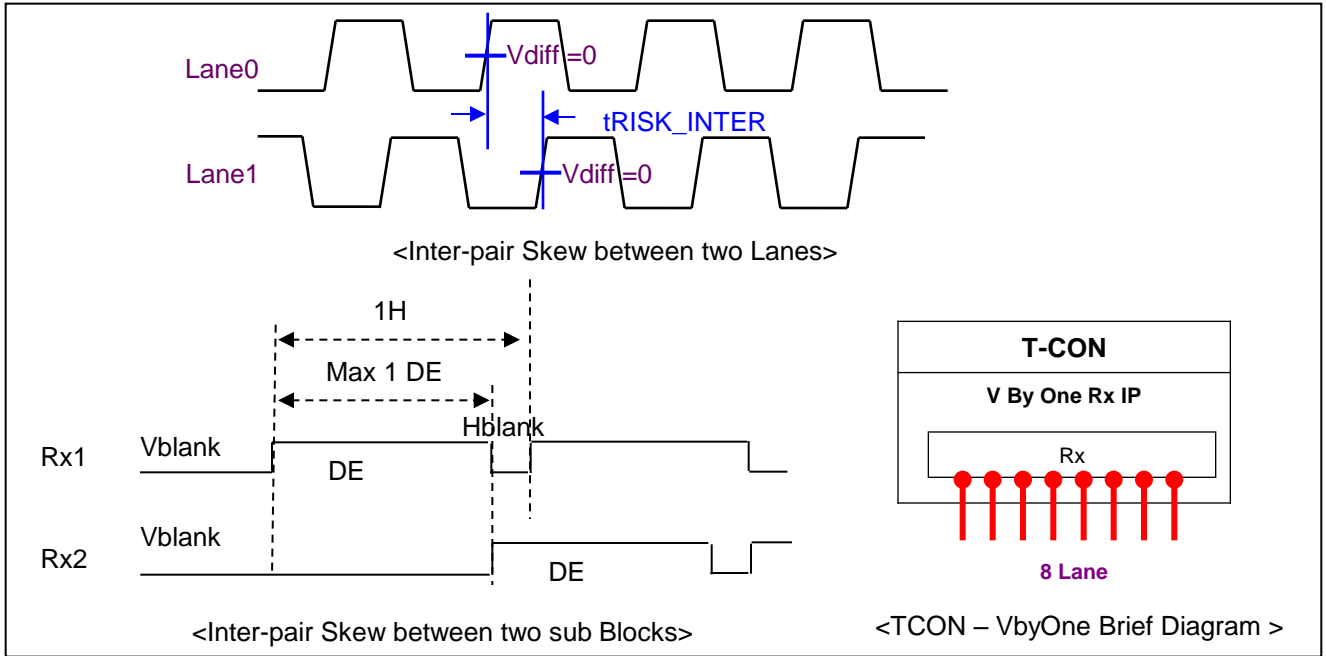 Lane0
Vdiff =0
tRISK_INTER
Lane1
Vdiff =0
<Inter-pair Skew between two Lanes>
1H
Max 1 DE
Hblank
Rx1
Vblank
DE
Rx2
Vblank
DE
<Inter-pair Skew between two sub Blocks>
T-CON
V By One Rx IP
Rx
8 Lane
<TCON – VbyOne Brief Diagram >